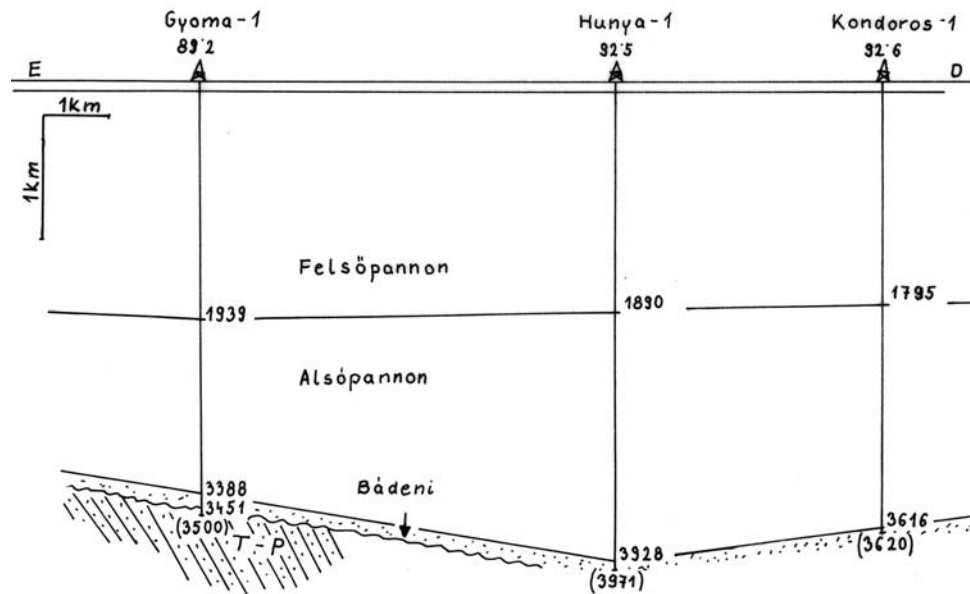 Gyoma-1
89·2
Hunya-1
92·5
Kondoros-1
92·6
E
D
1km
1km
Felsőpannon
1939
1890
1795
Alsópannon
Bádeni
3388
3451
(3500)
T-P
3928
(3971)
3616
(3620)